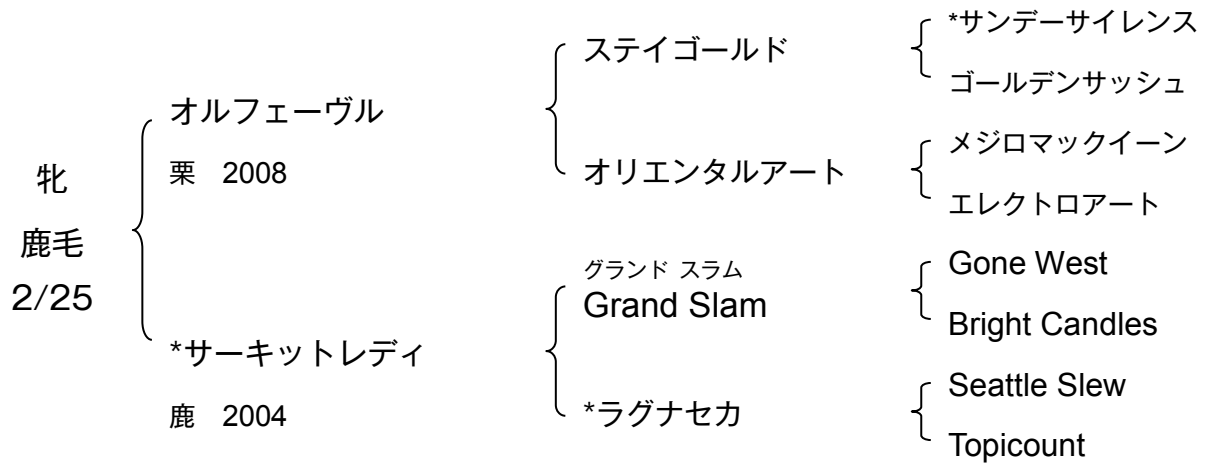 牝
鹿毛
2/25
オルフェーヴル
栗 2008
*サーキットレディ
鹿 2004
ステイゴールド
オリエンタルアート
グランド スラム
Grand Slam
*ラグナセカ
*サンデーサイレンス
ゴールデンサッシュ
メジロマックイーン
エレクトロアート
Gone West
Bright Candles
Seattle Slew
Topicount